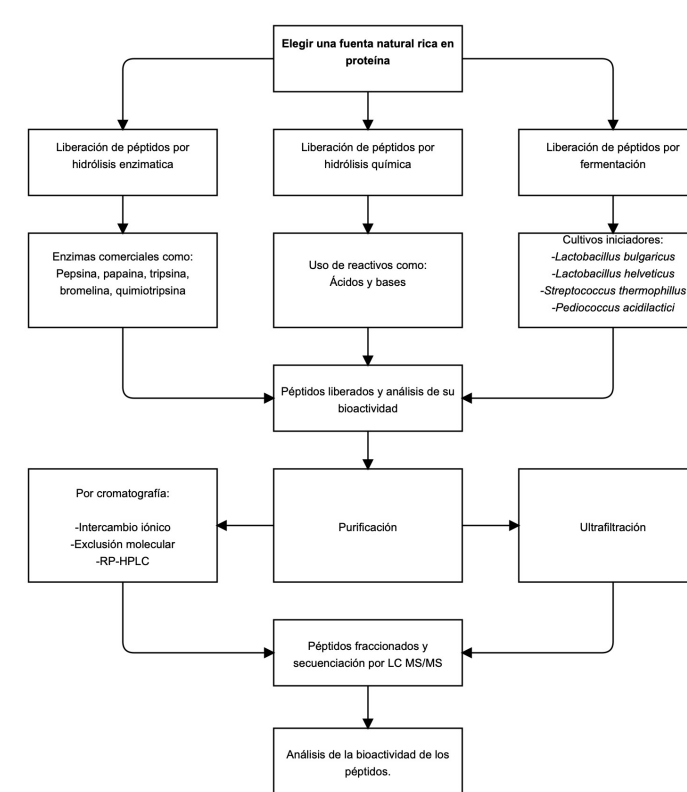 Elegir una fuenta natural rica en
proteína
Liberación de péptidos por
hidrólisis enzimatica
Liberación de péptidos por
hidrólisis química
Liberación de péptidos por
fermentación
Enzimas comerciales como:
Pepsina, papaina, tripsina,
bromelina, quimiotripsina
Uso de reactivos como:
Ácidos y bases
Cultivos iniciadores:
-Lactobacillus bulgaricus
-Lactobacillus helveticus
-Streptococcus thermophillus
-Pediococcus acidilactici
Péptidos liberados y análisis de su
bioactividad
Por cromatografía:
-Intercambio iónico
-Exclusión molecular
-RP-HPLC
Purificación
Ultrafiltración
Péptidos fraccionados y
secuenciación por LC MS/MS
Análisis de la bioactividad de los
péptidos.